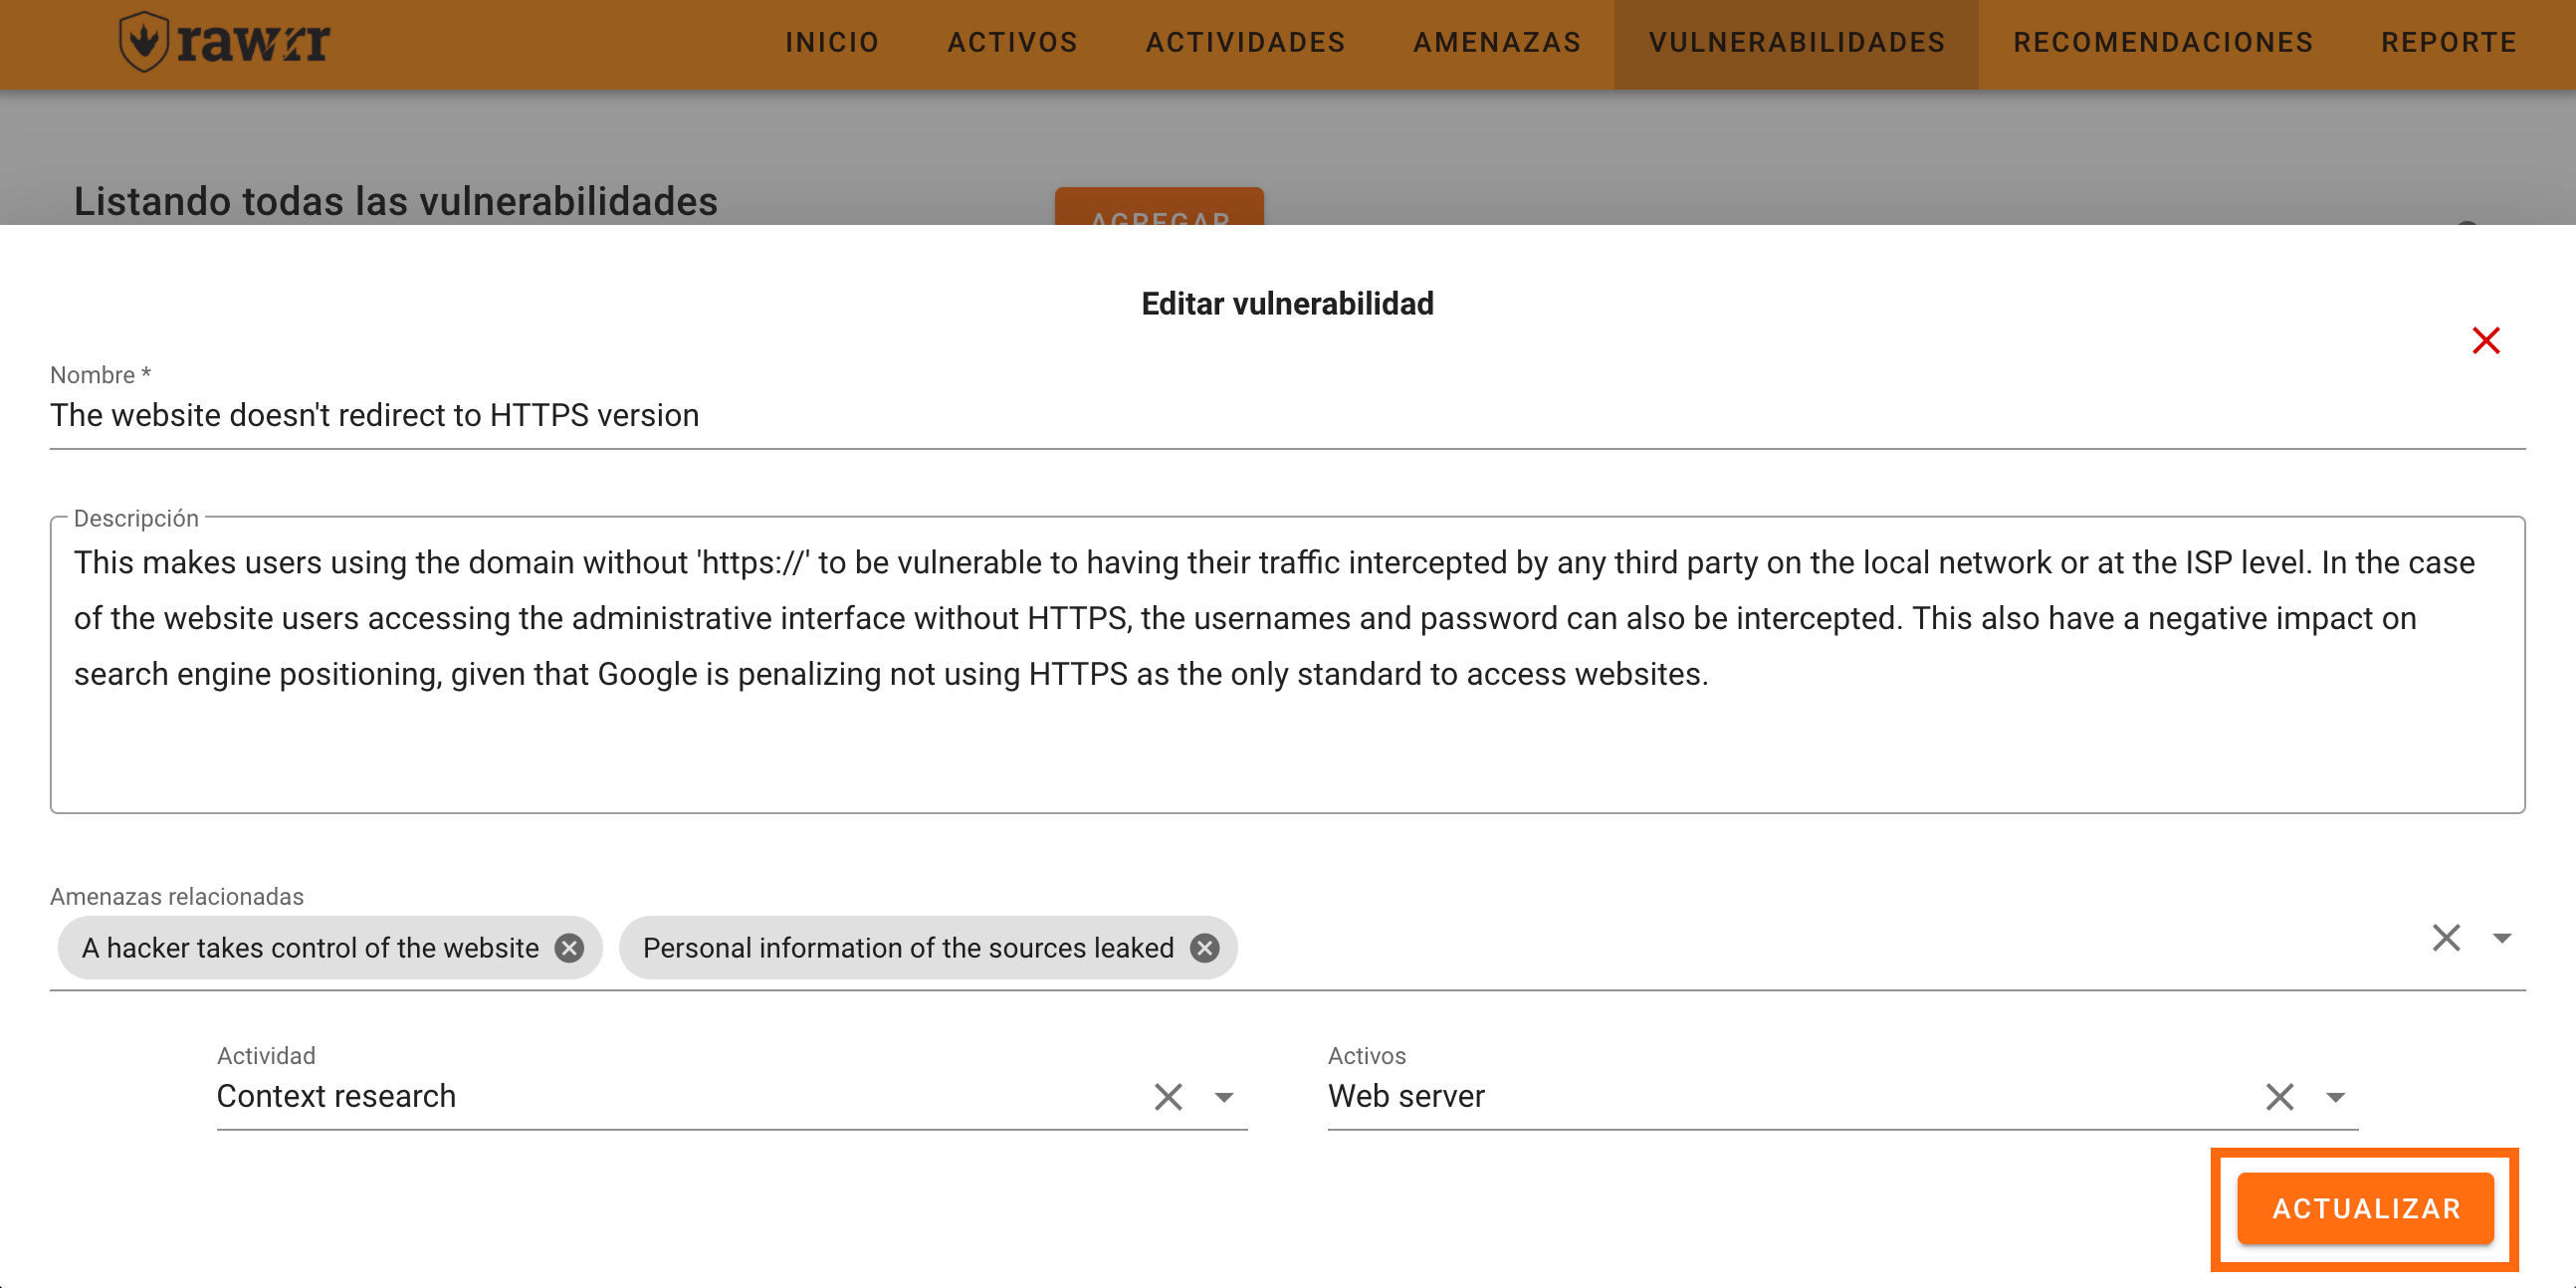 rawrr
INICIO ACTIVOS ACTIVIDADES AMENAZAS VULNERABILIDADES RECOMENDACIONES REPORTE
Listando todas las vulnerabilidades
AGREGAR
Editar vulnerabilidad
Nombre *
The website doesn't redirect to HTTPS version
Descripción
This makes users using the domain without 'https://' to be vulnerable to having their traffic intercepted by any third party on the local network or at the ISP level. In the case
of the website users accessing the administrative interface without HTTPS, the usernames and password can also be intercepted. This also have a negative impact on
search engine positioning, given that Google is penalizing not using HTTPS as the only standard to access websites.
Amenazas relacionadas
A hacker takes control of the website Personal information of the sources leaked
Actividad Activos
Context research Web server
ACTUALIZAR